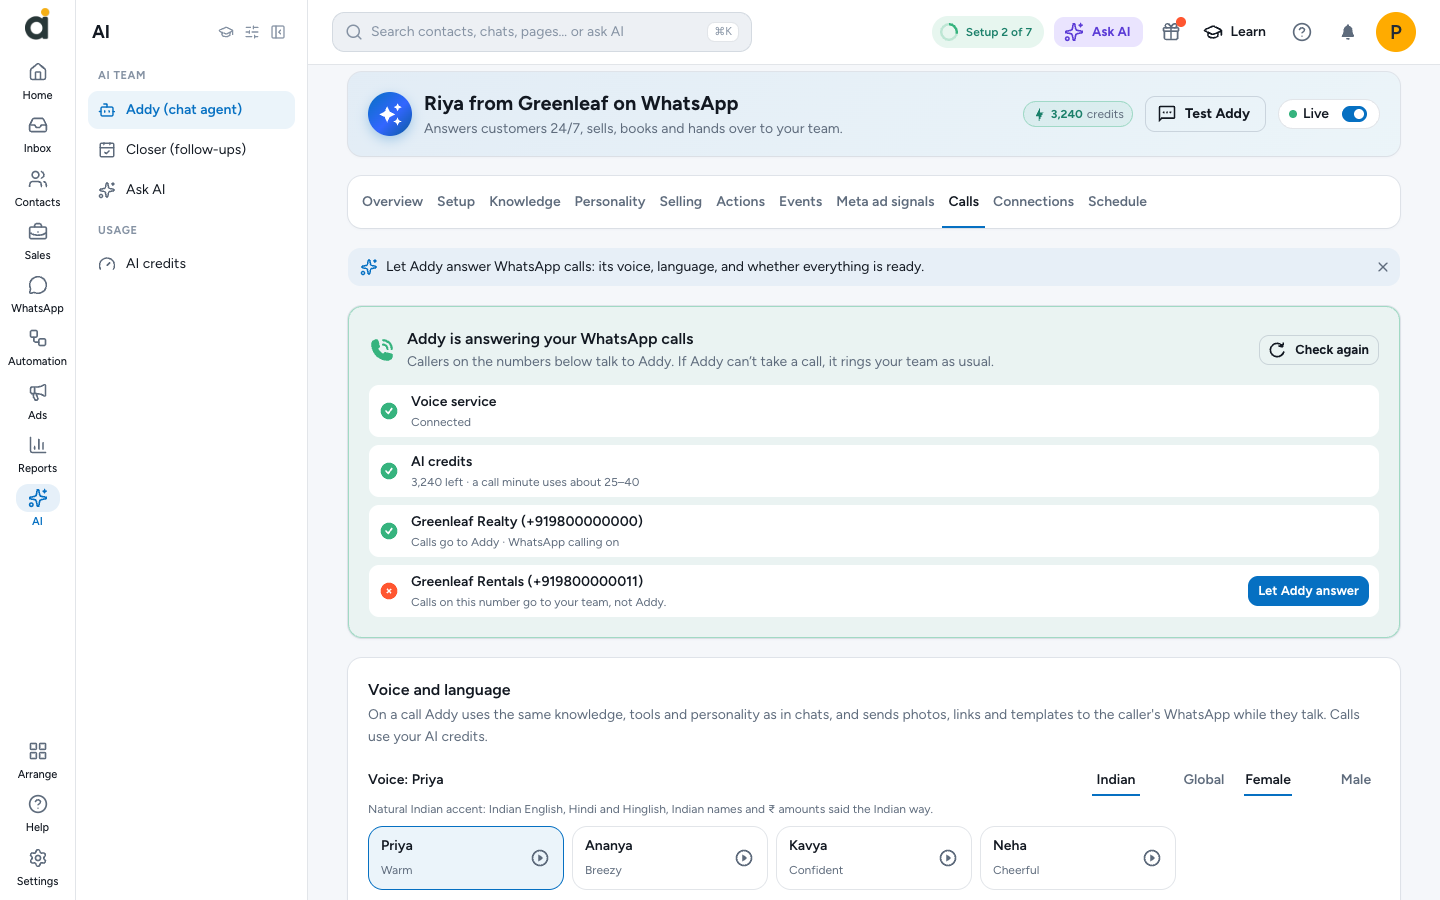 AI
Search contacts, chats, pages... or ask AI
⌘K
Setup 2 of 7
Ask AI
Learn
P
Home
Inbox
Contacts
Sales
WhatsApp
Automation
Ads
Reports
AI
Arrange
Help
Settings
AI TEAM
Addy (chat agent)
Closer (follow-ups)
Ask AI
USAGE
AI credits
Riya from Greenleaf on WhatsApp
Answers customers 24/7, sells, books and hands over to your team.
3,240 credits
Test Addy
Live
Overview Setup Knowledge Personality Selling Actions Events Meta ad signals Calls Connections Schedule
Let Addy answer WhatsApp calls: its voice, language, and whether everything is ready.
Addy is answering your WhatsApp calls
Callers on the numbers below talk to Addy. If Addy can't take a call, it rings your team as usual.
Check again
Voice service
Connected
AI credits
3,240 left · a call minute uses about 25–40
Greenleaf Realty (+919800000000)
Calls go to Addy · WhatsApp calling on
Greenleaf Rentals (+919800000011)
Calls on this number go to your team, not Addy.
Let Addy answer
Voice and language
On a call Addy uses the same knowledge, tools and personality as in chats, and sends photos, links and templates to the caller's WhatsApp while they talk. Calls
use your AI credits.
Voice: Priya
Indian Global Female Male
Natural Indian accent: Indian English, Hindi and Hinglish, Indian names and ₹ amounts said the Indian way.
Priya
Warm
Ananya
Breezy
Kavya
Confident
Neha
Cheerful